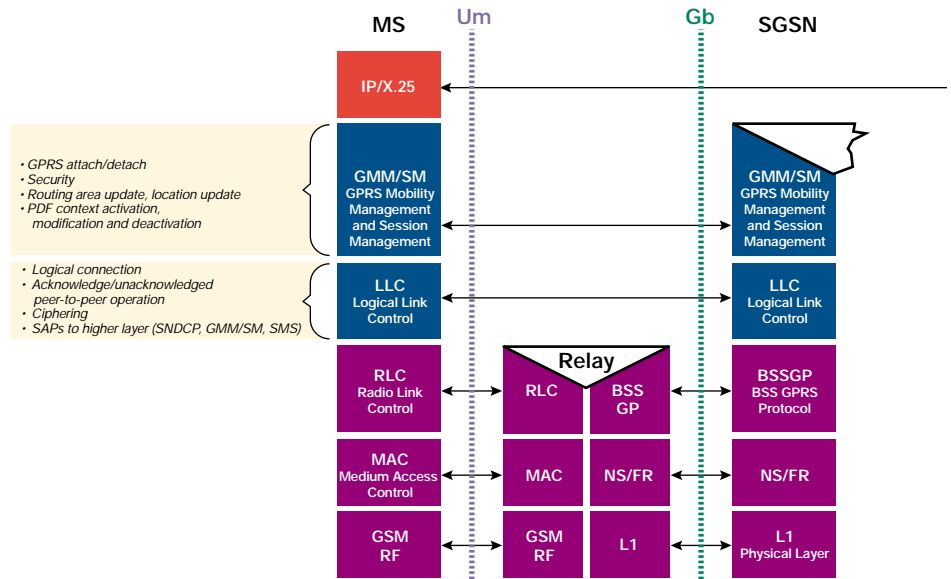 MS
Um
Gb
SGSN
IP/X.25
• GPRS attach/detach
• Security
• Routing area update, location update
• PDF context activation,
modification and deactivation
GMM/SM
GPRS Mobility
Management
and Session
Management
GMM/SM
GPRS Mobility
Management
and Session
Management
• Logical connection
• Acknowledge/unacknowledged
peer-to-peer operation
• Ciphering
• SAPs to higher layer (SNDCP, GMM/SM, SMS)
LLC
Logical Link
Control
LLC
Logical Link
Control
RLC
Radio Link
Control
Relay
RLC
BSS
GP
BSSGP
BSS GPRS
Protocol
MAC
Medium Access
Control
MAC
NS/FR
NS/FR
GSM
RF
GSM
RF
L1
L1
Physical Layer